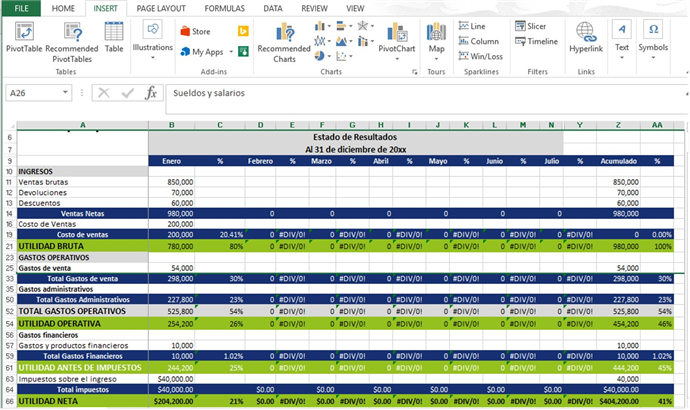 FILE HOME INSERT PAGE LAYOUT FORMULAS DATA REVIEW VIEW
PivotTable Recommended PivotTables Table
Tables
Illustrations
Store
My Apps
Add-ins
Recommended Charts
PivotChart
Charts
Map
Tours
Line
Column
Win/Loss
Sparklines
Slicer
Timeline
Filters
Hyperlink
Links
Text
Symbols
A26 fx Sueldos y salarios
A B C D E F G H I J K L M N Y Z AA
6 Estado de Resultados
7 Al 31 de diciembre de 20xx
9 Enero % Febrero % Marzo % Abril % Mayo % Junio % Julio % Acumulado %
10 INGRESOS
11 Ventas brutas 850,000 850,000
12 Devoluciones 70,000 70,000
13 Descuentos 60,000 60,000
14 Ventas Netas 980,000 0 0 0 0 0 0 980,000
16 Costo de Ventas 200,000
19 Costo de ventas 200,000 20.41% 0 #DIV/0! 0 #DIV/0! 0 #DIV/0! 0 #DIV/0! 0 #DIV/0! 0 #DIV/0! 0 0.00%
21 UTILIDAD BRUTA 780,000 80% 0 #DIV/0! 0 #DIV/0! 0 #DIV/0! 0 #DIV/0! 0 #DIV/0! 0 #DIV/0! 980,000 100%
23 GASTOS OPERATIVOS
25 Gastos de venta 54,000 54,000
33 Total Gastos de venta 298,000 30% 0 #DIV/0! 0 #DIV/0! 0 #DIV/0! 0 #DIV/0! 0 #DIV/0! 0 #DIV/0! 298,000 30%
35 Gastos administrativos
50 Total Gastos Administrativos 227,800 23% 0 #DIV/0! 0 #DIV/0! 0 #DIV/0! 0 #DIV/0! 0 #DIV/0! 0 #DIV/0! 227,800 23%
52 TOTAL GASTOS OPERATIVOS 525,800 54% 0 #DIV/0! 0 #DIV/0! 0 #DIV/0! 0 #DIV/0! 0 #DIV/0! 0 #DIV/0! 525,800 54%
54 UTILIDAD OPERATIVA 254,200 26% 0 #DIV/0! 0 #DIV/0! 0 #DIV/0! 0 #DIV/0! 0 #DIV/0! 0 #DIV/0! 454,200 46%
56 Gastos financieros
57 Gastos y productos financieros 10,000 10,000
59 Total Gastos Financieros 10,000 1.02% 0 #DIV/0! 0 #DIV/0! 0 #DIV/0! 0 #DIV/0! 0 #DIV/0! 0 #DIV/0! 10,000 1.02%
61 UTILIDAD ANTES DE IMPUESTOS 244,200 25% 0 #DIV/0! 0 #DIV/0! 0 #DIV/0! 0 #DIV/0! 0 #DIV/0! 0 #DIV/0! 444,200 45%
63 Impuestos sobre el ingreso $40,000.00 40,000
64 Total impuestos $40,000.00 $0.00 $0.00 $0.00 $0.00 $0.00 $0.00 $40,000.00
66 UTILIDAD NETA $204,200.00 21% $0.00 #DIV/0! $0.00 #DIV/0! $0.00 #DIV/0! $0.00 #DIV/0! $0.00 #DIV/0! $0.00 #DIV/0! $404,200.00 41%